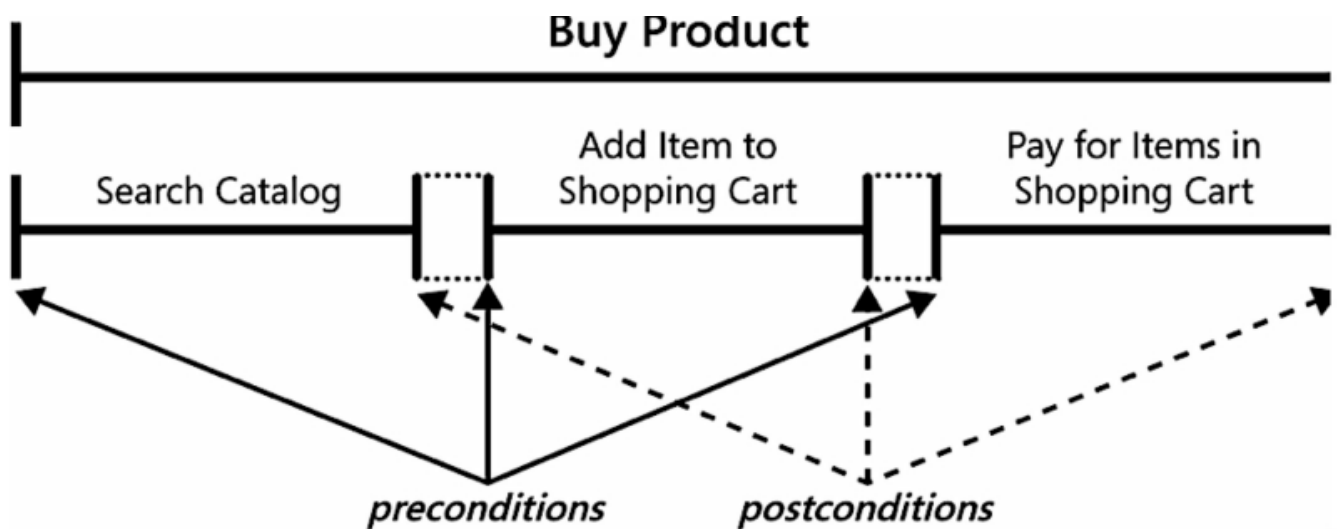 Buy Product
Search Catalog
Add Item to
Shopping Cart
Pay for Items in
Shopping Cart
preconditions
postconditions